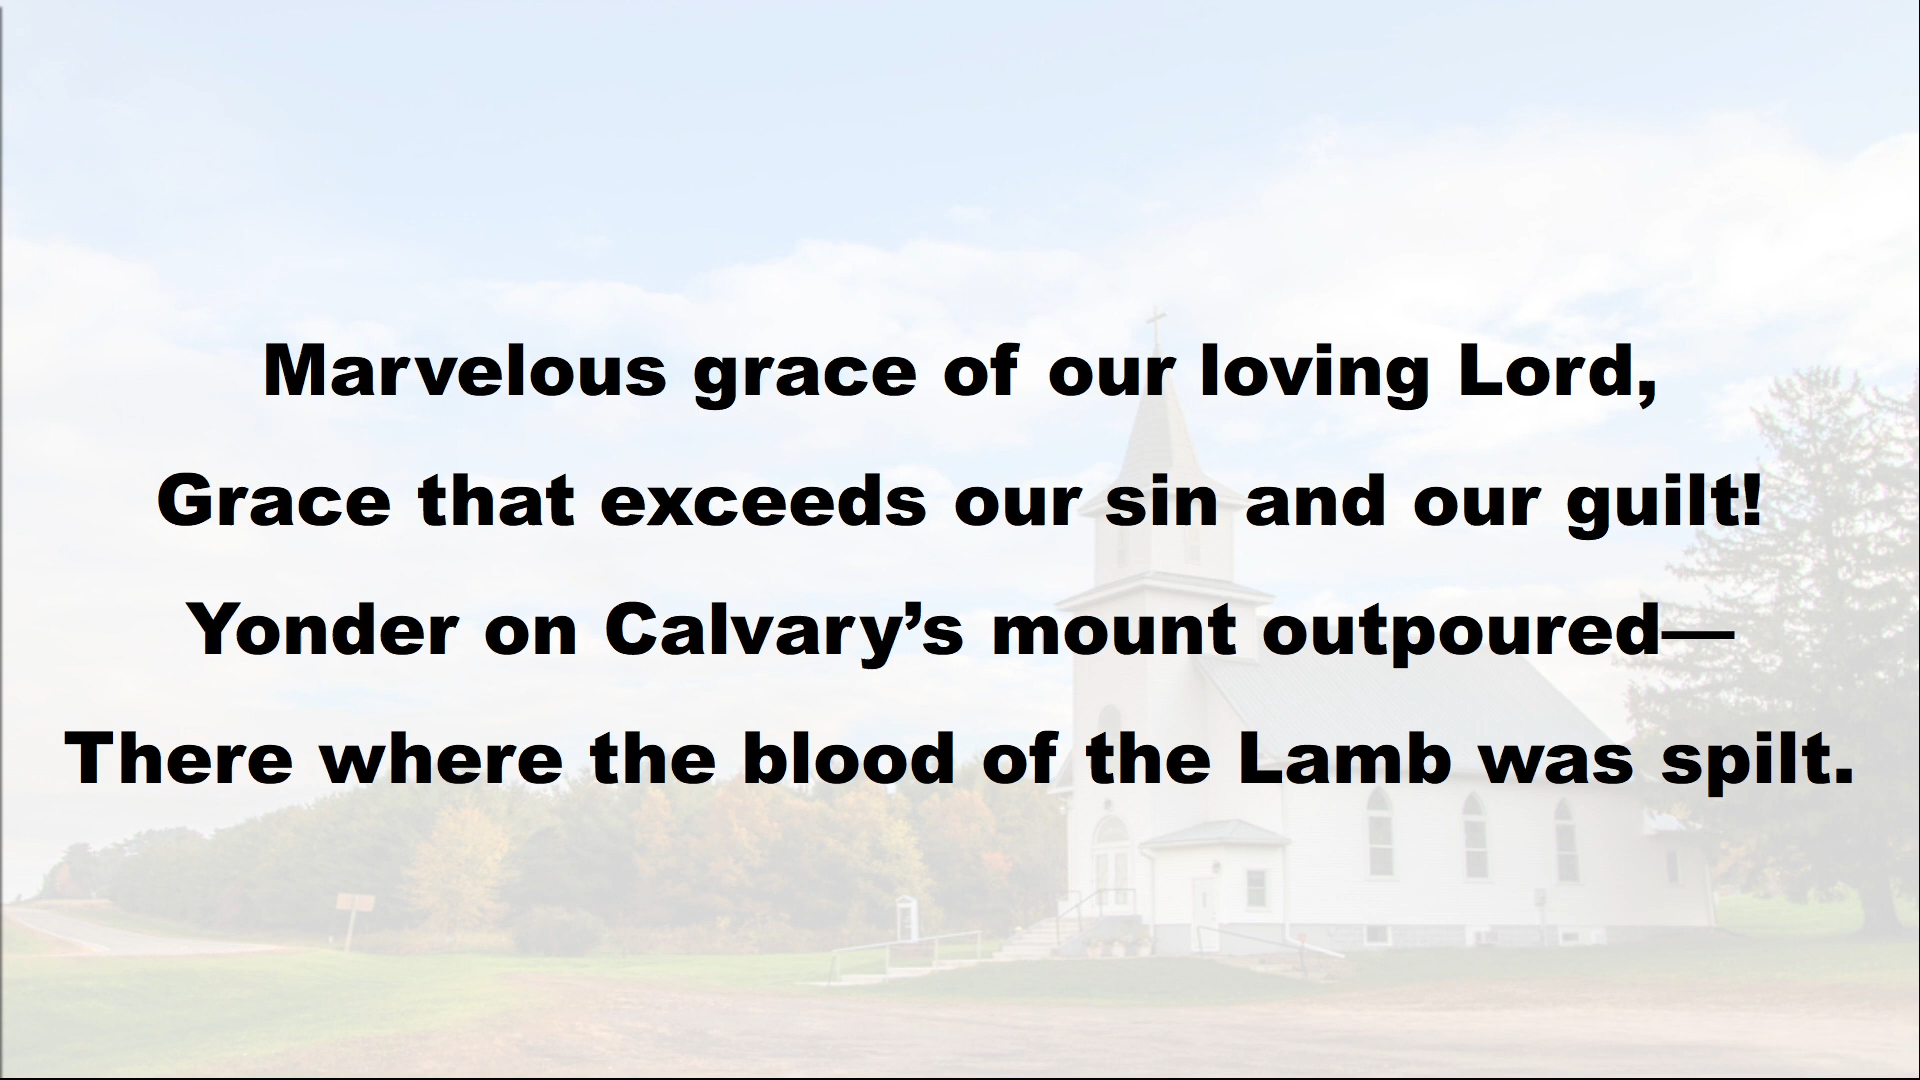 Marvelous grace of our loving Lord,
Grace that exceeds our sin and our guilt!
Yonder on Calvary’s mount outpoured—
There where the blood of the Lamb was spilt.